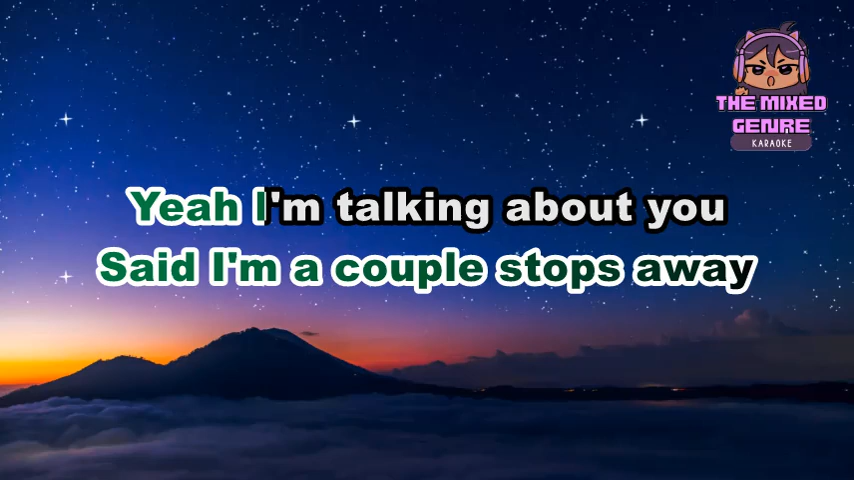 THE MIXED
GENRE
KARAOKE
Yeah I'm talking about you
Said I'm a couple stops away